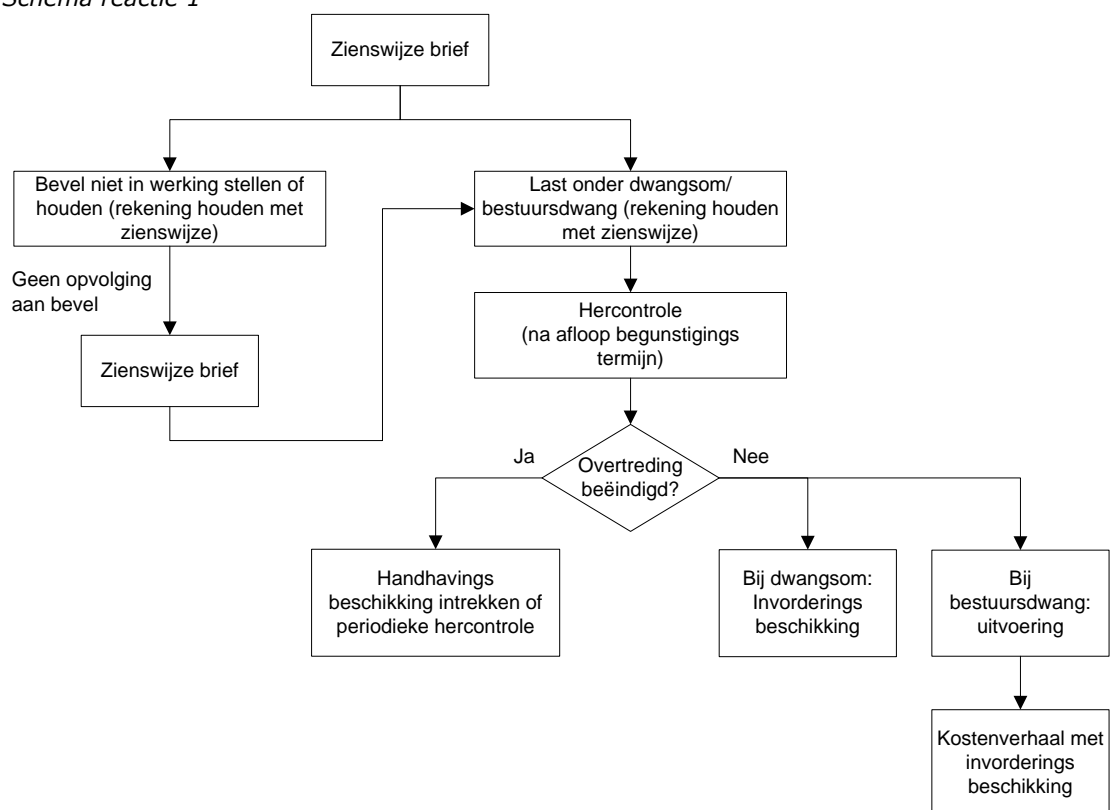 Schema reactie 1
Zienswijze brief
Bevel niet in werking stellen of
houden (rekening houden met
zienswijze)
Last onder dwangsom/
bestuursdwang (rekening houden
met zienswijze)
Geen opvolging
aan bevel
Zienswijze brief
Hercontrole
(na afloop begunstigings
termijn)
Ja
Overtreding
beëindigd?
Nee
Handhavings
beschikking intrekken of
periodieke hercontrole
Bij dwangsom:
Invorderings
beschikking
Bij
bestuursdwang:
uitvoering
Kostenverhaal met
invorderings
beschikking